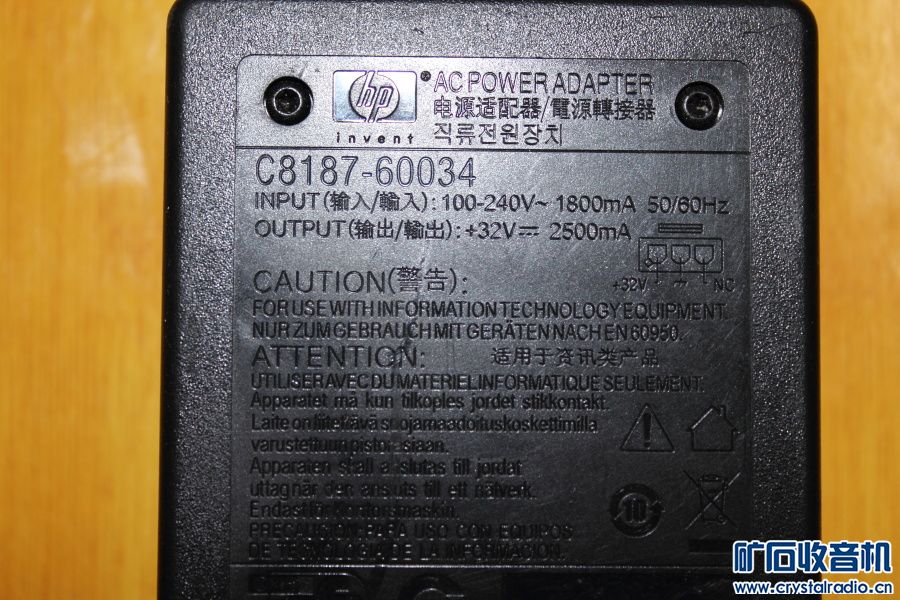 hp
invent
AC POWER ADAPTER
电源适配器/電源轉接器
직류전원장치
C8187-60034
INPUT(输入/輸入): 100-240V~ 1800mA 50/60Hz
OUTPUT(输出/輸出): +32V⎓ 2500mA
+32V NC
CAUTION(警告):
FOR USE WITH INFORMATION TECHNOLOGY EQUIPMENT.
NUR ZUM GEBRAUCH MIT GERÄTEN NACH EN 60950.
ATTENTION: 适用于资讯类产品
UTILISER AVEC DU MATERIEL INFORMATIQUE SEULEMENT.
Apparatet må kun tilkoples jordet stikkontakt.
Laite on liitettävä suojamaadoituskoskettimilla
varustettuun
Apparaten skall anslutas till jordat
uttag när den ansluts till ett nätverk.
PRECAUCION: PARA USO CON EQUIPOS
DE TECNOLOGIA DE LA INFORMACION.
10
矿石收音机
www.crystalradio.cn